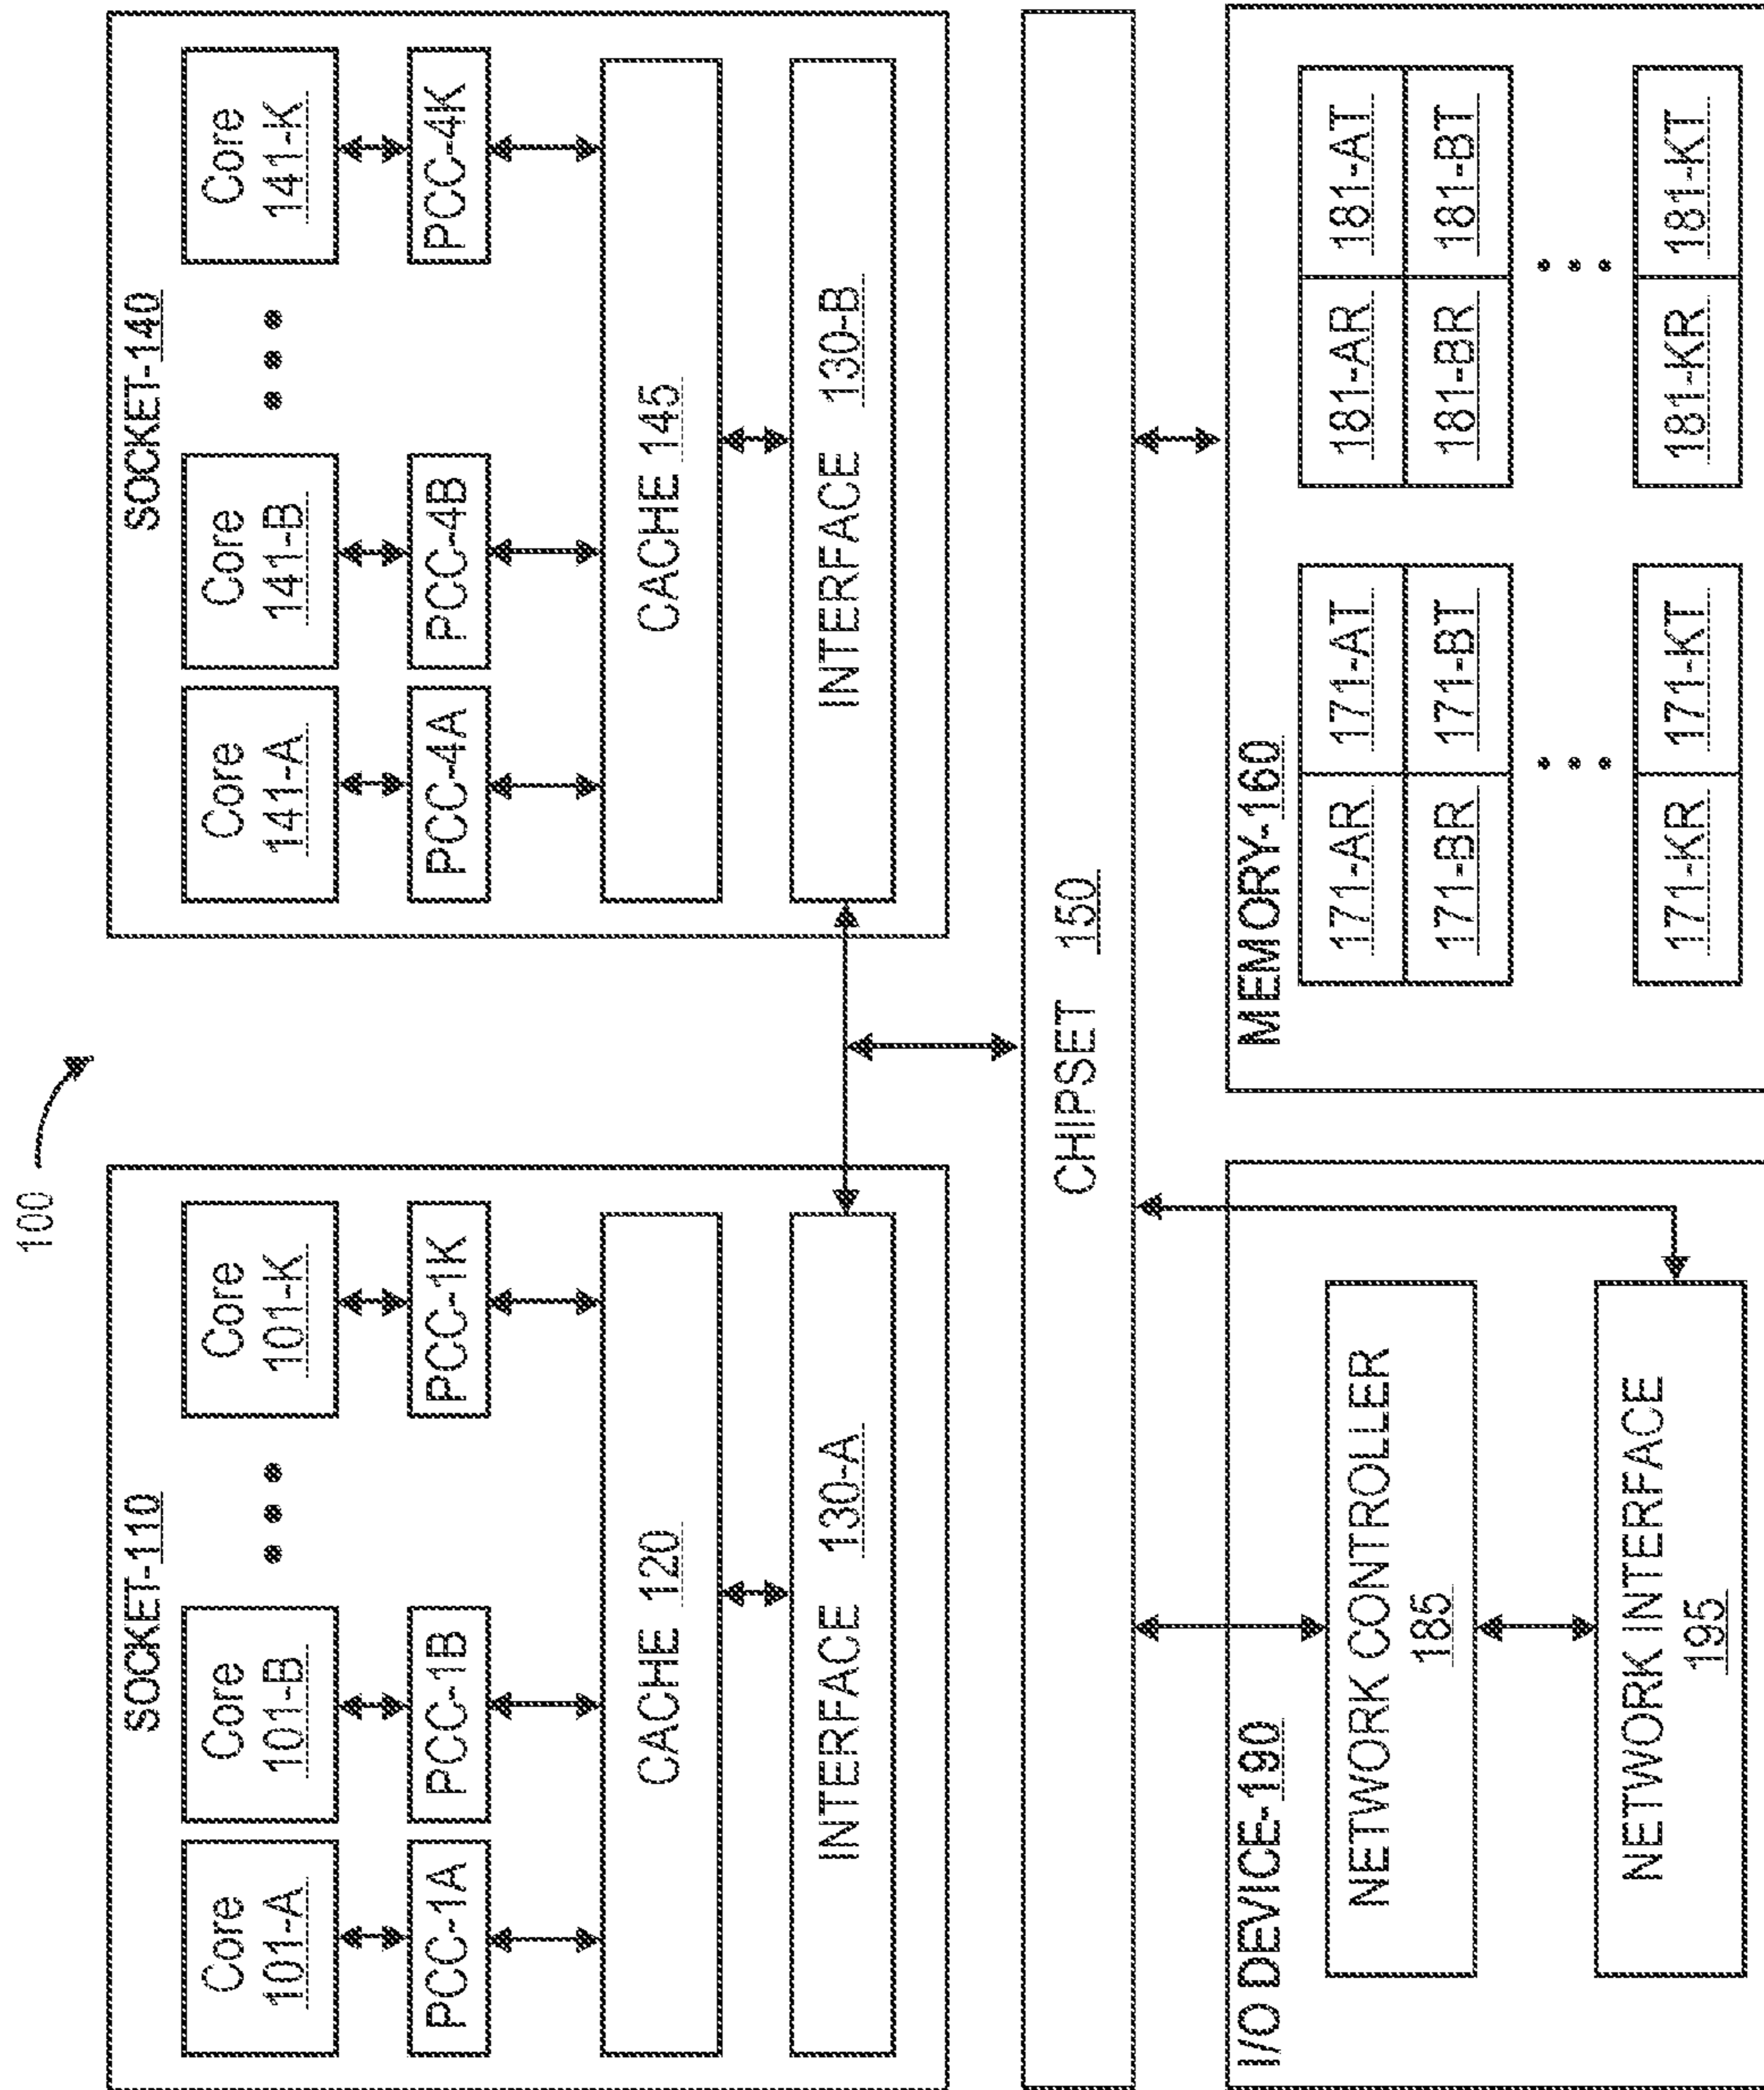 100
SOCKET-110
Core
101-A
Core
101-B
Core
101-K
PCC-1A
PCC-1B
PCC-1K
CACHE 120
INTERFACE 130-A
SOCKET-140
Core
141-A
Core
141-B
Core
141-K
PCC-4A
PCC-4B
PCC-4K
CACHE 145
INTERFACE 130-B
CHIPSET 150
I/O DEVICE-190
NETWORK CONTROLLER
185
NETWORK INTERFACE
195
MEMORY-160
171-AR 171-AT 181-AR 181-AT
171-BR 171-BT 181-BR 181-BT
171-KR 171-KT 181-KR 181-KT